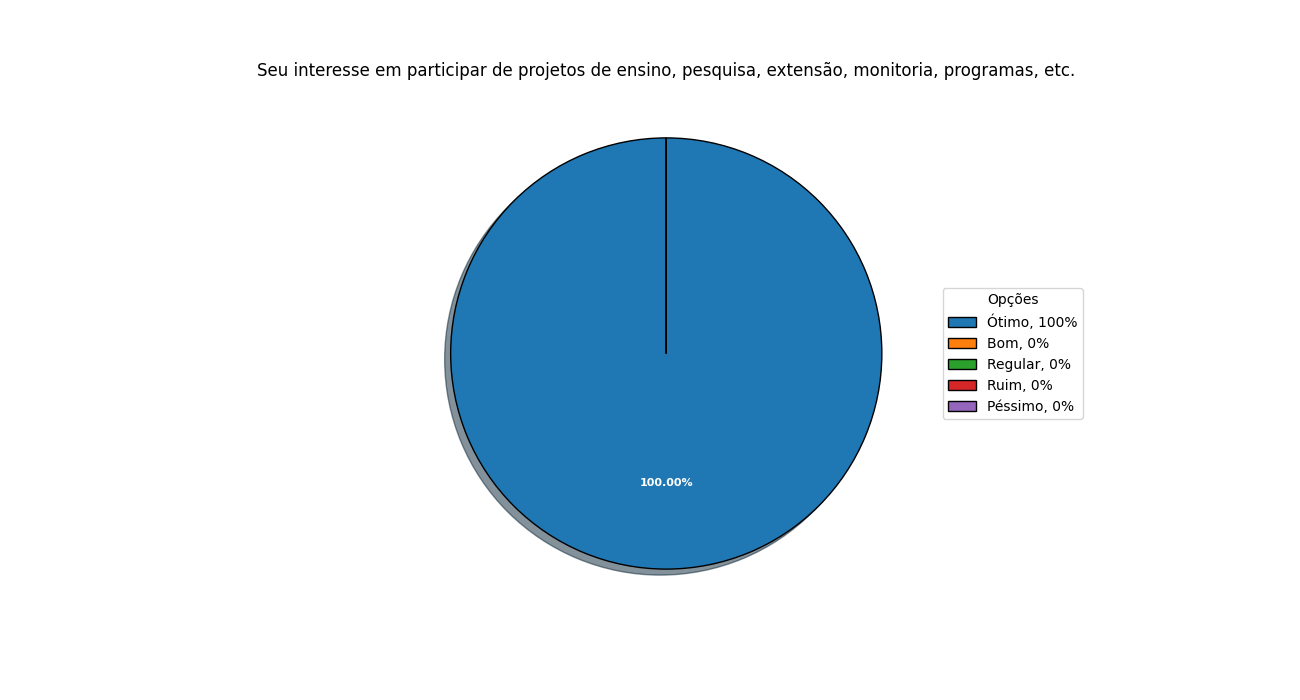 Seu interesse em participar de projetos de ensino, pesquisa, extensão, monitoria, programas, etc.
Opções
Ótimo, 100%
Bom, 0%
Regular, 0%
Ruim, 0%
Péssimo, 0%
100.00%